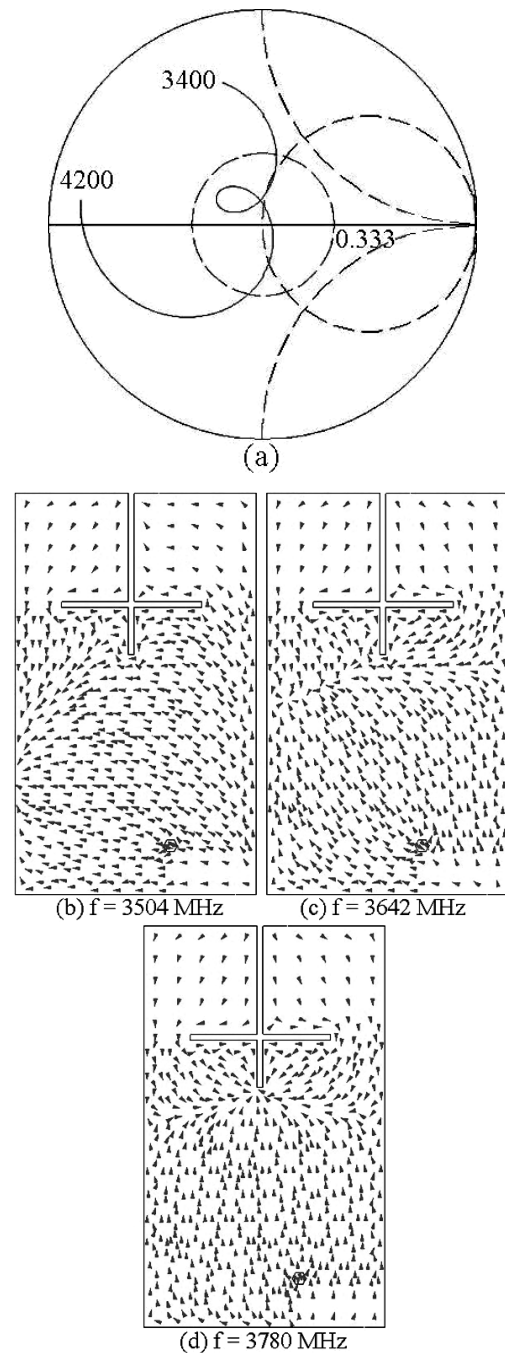 3400
4200
0.333
(a)
(b) f = 3504 MHz
(c) f = 3642 MHz
(d) f = 3780 MHz